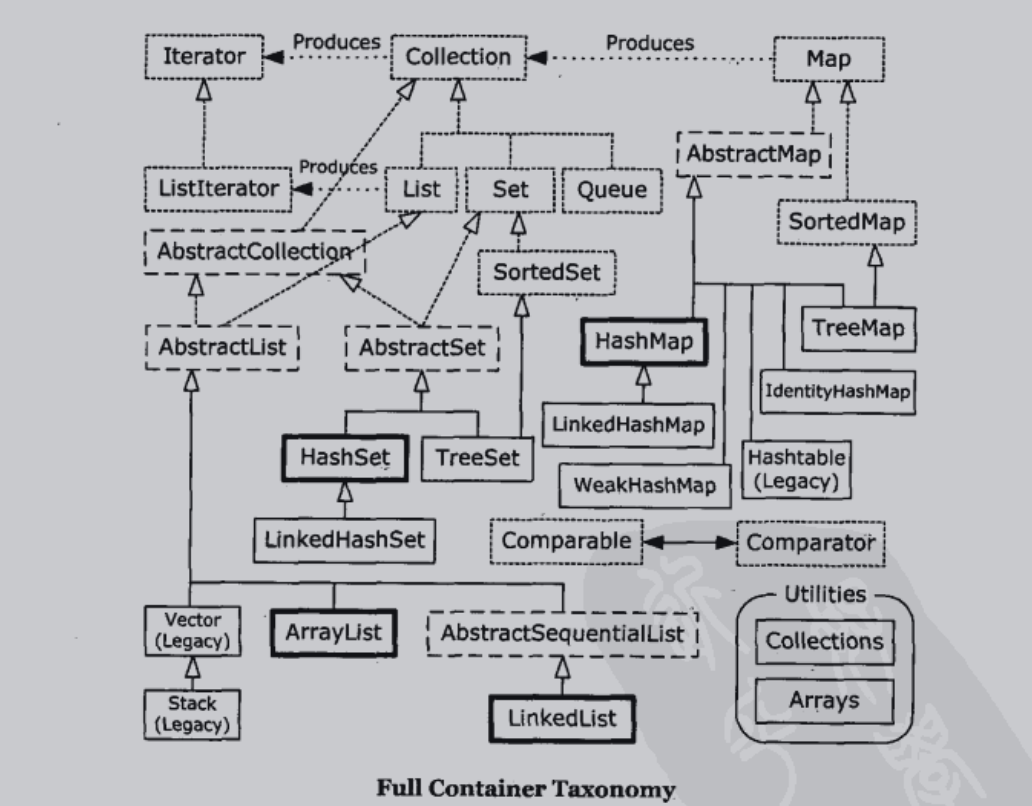 Iterator
Produces
Collection
Produces
Map
AbstractMap
ListIterator
Produces
List
Set
Queue
SortedMap
AbstractCollection
SortedSet
AbstractList
AbstractSet
HashMap
TreeMap
IdentityHashMap
LinkedHashMap
HashSet
TreeSet
Hashtable
(Legacy)
WeakHashMap
LinkedHashSet
Comparable
Comparator
Utilities
Vector
(Legacy)
ArrayList
AbstractSequentialList
Collections
Stack
(Legacy)
LinkedList
Arrays
Full Container Taxonomy